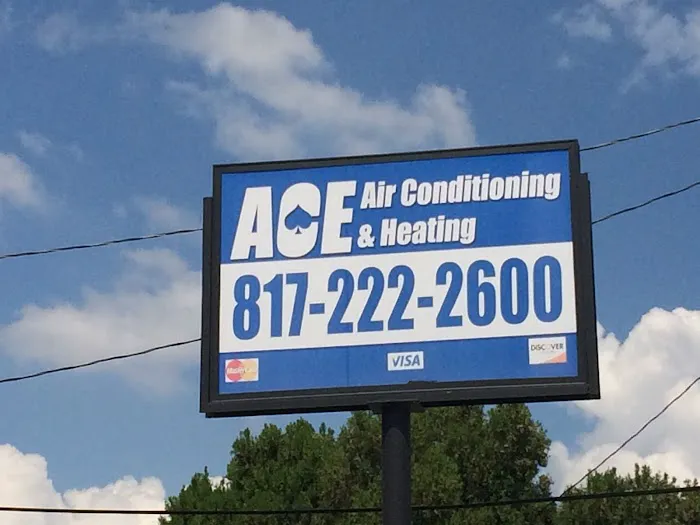 ACE Air Conditioning
& Heating
817-222-2600
MasterCard VISA DISCOVER